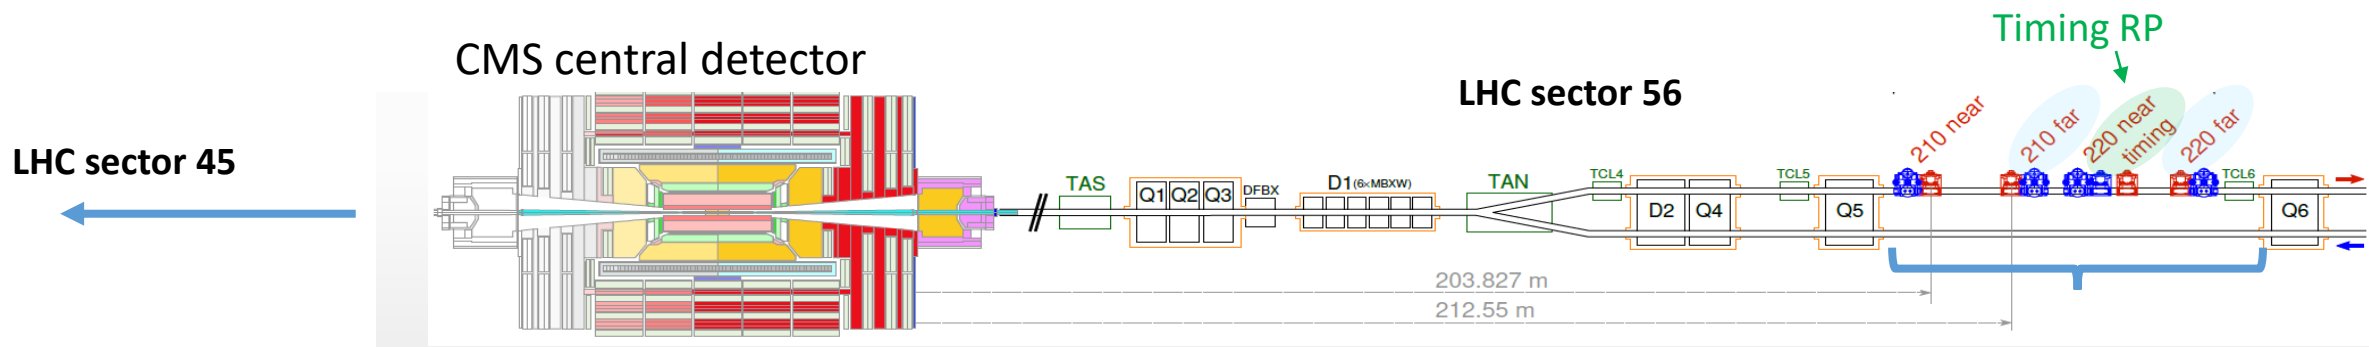 Timing RP
CMS central detector
LHC sector 56
LHC sector 45
210 near
210 far
220 near
timing
220 far
TAS
Q1 Q2 Q3
DFBX
D1 (6×MBXW)
TAN
TCL4
D2 Q4
TCL5
Q5
TCL6
Q6
203.827 m
212.55 m